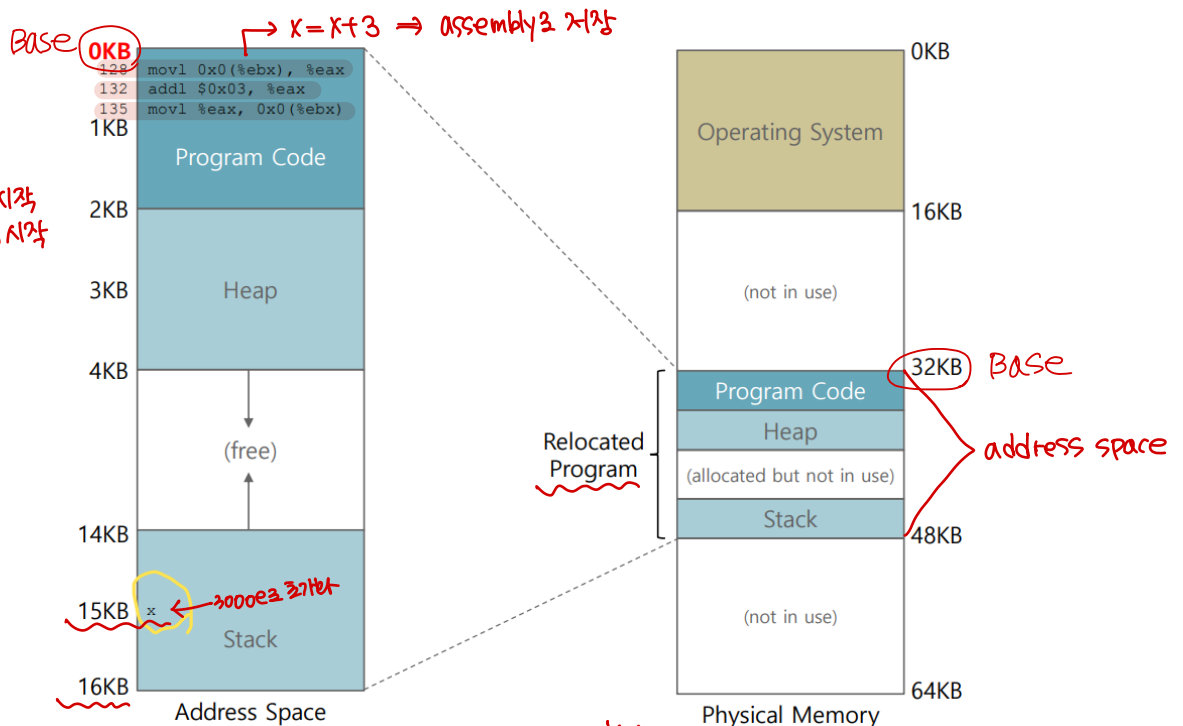 x=x+3 ⇒ assembly로 저장
Base
0KB
128 movl 0x0(%ebx), %eax
132 addl $0x03, %eax
135 movl %eax, 0x0(%ebx)
1KB
Program Code
시작
시작
2KB
3KB
Heap
4KB
(free)
14KB
15KB
x
3000으로 초기화
Stack
16KB
Address Space
0KB
Operating System
16KB
(not in use)
32KB
Base
Relocated
Program
Program Code
Heap
(allocated but not in use)
Stack
address space
48KB
(not in use)
64KB
Physical Memory